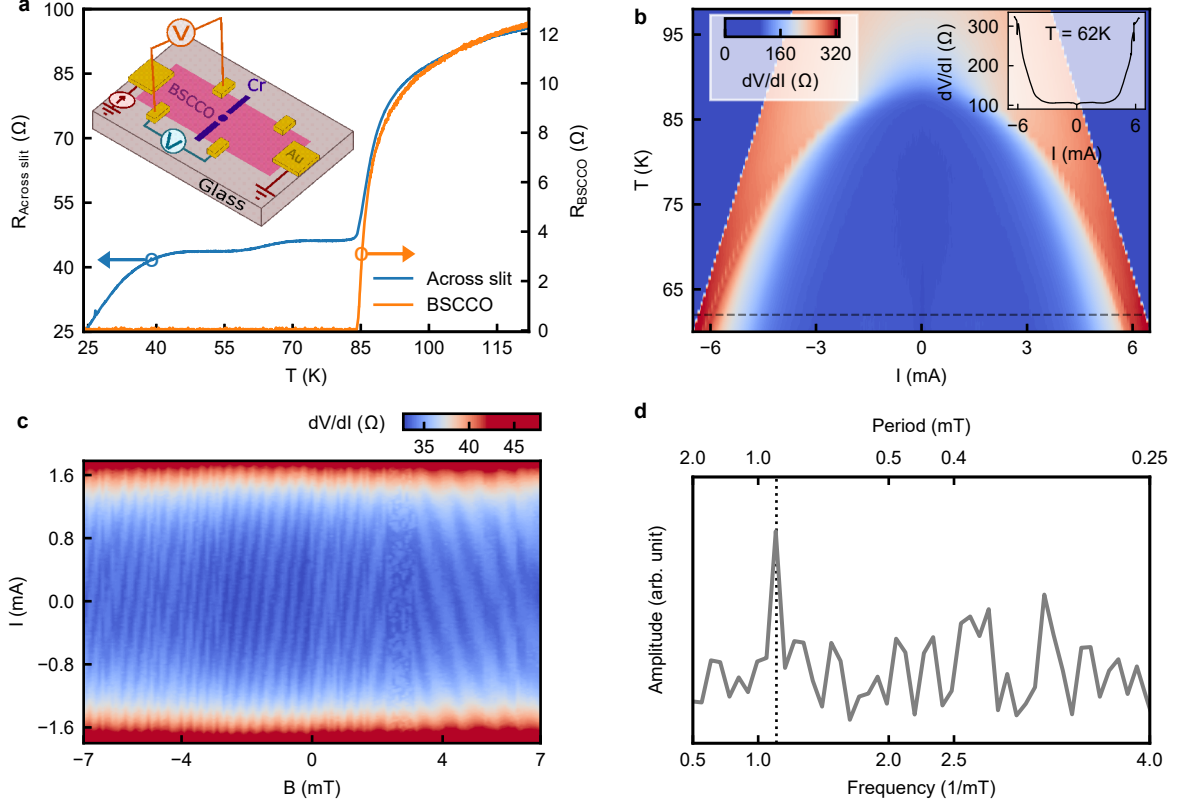 a
100
85
70
55
40
25
R_Across slit (Ω)
25 40 55 70 85 100 115
T (K)
12
10
8
6
4
2
0
R_BSCCO (Ω)
V
BSCCO
Cr
V
Au
Glass
Across slit
BSCCO
b
95
85
75
65
T (K)
−6 −3 0 3 6
I (mA)
0 160 320
dV/dI (Ω)
300
200
100
dV/dI (Ω)
T = 62K
−6 0 6
I (mA)
c
dV/dI (Ω)
35 40 45
1.6
0.8
0.0
−0.8
−1.6
I (mA)
−7 −4 0 4 7
B (mT)
d
Period (mT)
2.0 1.0 0.5 0.4 0.25
Amplitude (arb. unit)
0.5 1.0 2.0 2.5 4.0
Frequency (1/mT)